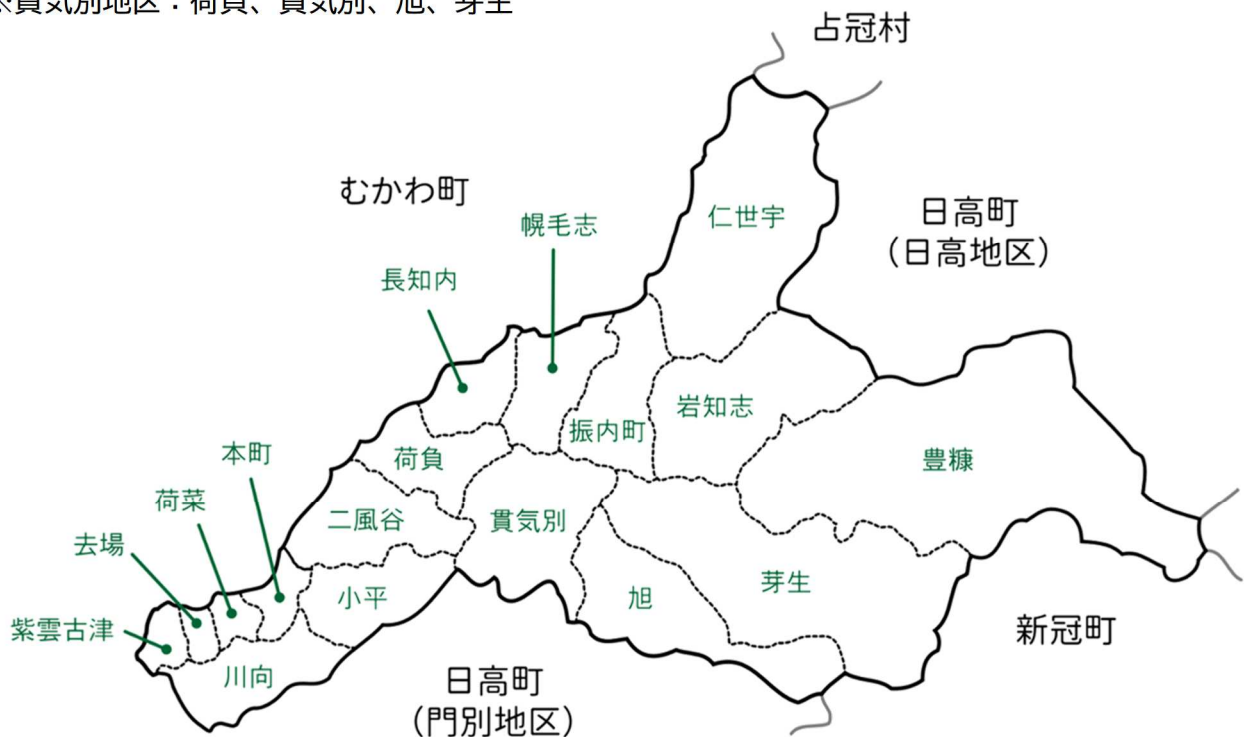 ※貫気別地区：荷負、貫気別、旭、芽生
占冠村
むかわ町
日高町
（日高地区）
仁世宇
幌毛志
長知内
岩知志
振内町
本町
荷負
豊糠
荷菜
二風谷
貫気別
去場
芽生
小平
旭
紫雲古津
新冠町
川向
日高町
（門別地区）